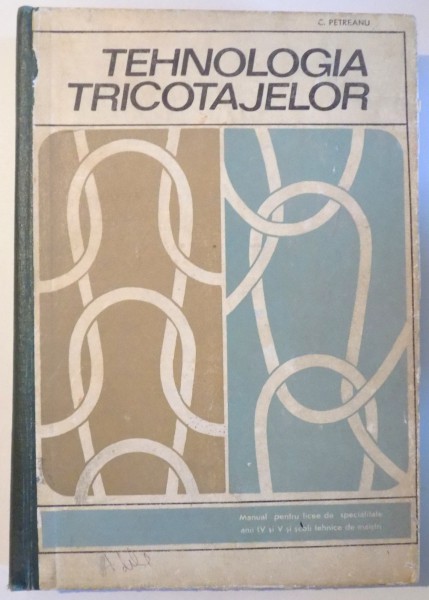 C. PETREANU
TEHNOLOGIA
TRICOTAJELOR
Manual pentru licee de specialitate
anii IV și V și școli tehnice de maiștri